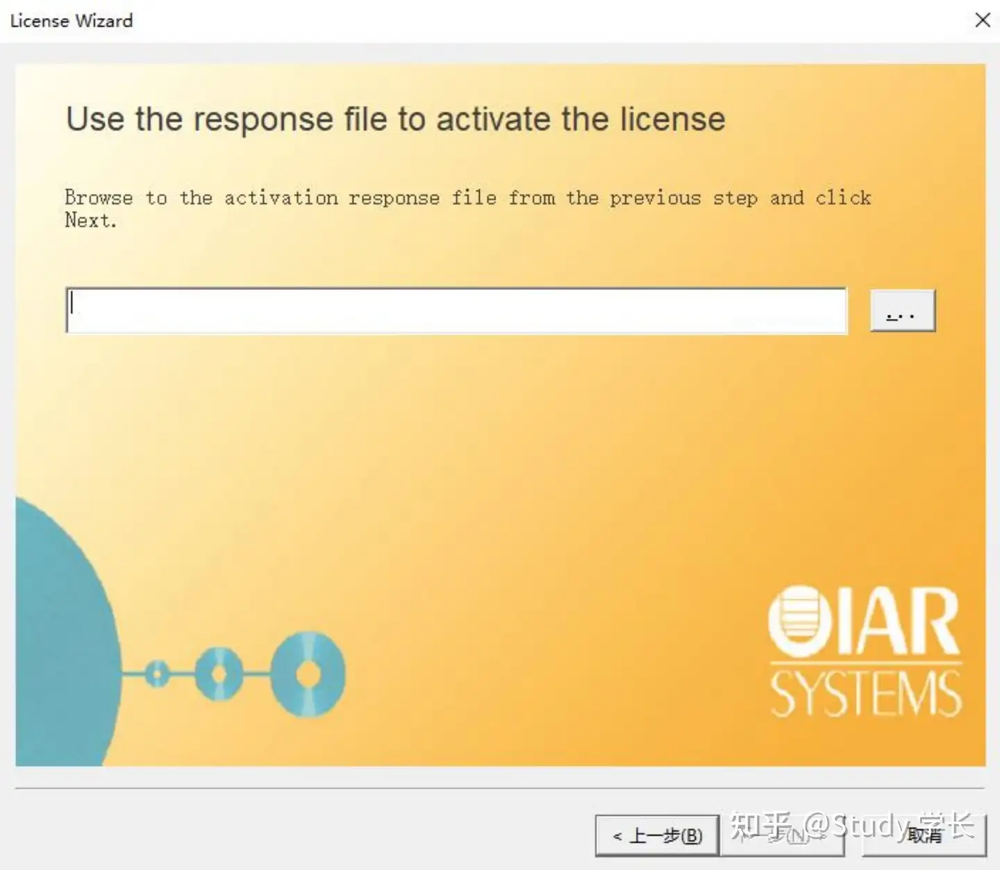 License Wizard
Use the response file to activate the license
Browse to the activation response file from the previous step and click
Next.
...
IAR
SYSTEMS
< 上一步(B)
知乎 @Study学长
取消